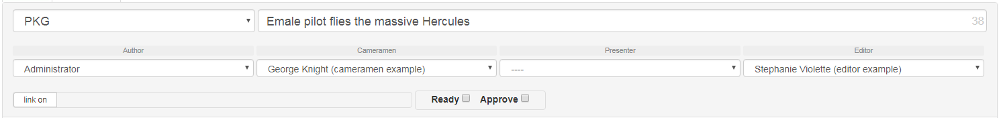 PKG Emale pilot flies the massive Hercules 38
Author Cameramen Presenter Editor
Administrator George Knight (cameramen example) ---- Stephanie Violette (editor example)
link on Ready Approve